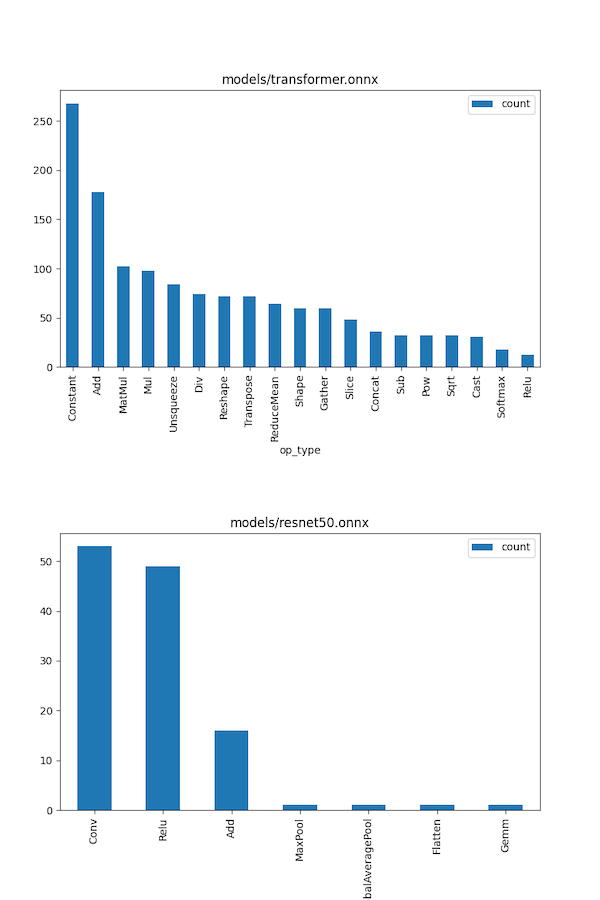 models/transformer.onnx
count
250
200
150
100
50
0
Constant
Add
MatMul
Mul
Unsqueeze
Div
Reshape
Transpose
ReduceMean
Shape
Gather
Slice
Concat
Sub
Pow
Sqrt
Cast
Softmax
Relu
op_type
models/resnet50.onnx
count
50
40
30
20
10
0
Conv
Relu
Add
MaxPool
balAveragePool
Flatten
Gemm